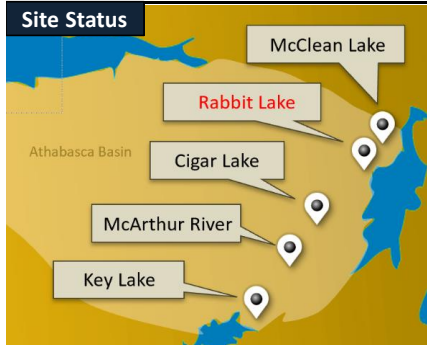 Site Status
McClean Lake
Rabbit Lake
Athabasca Basin
Cigar Lake
McArthur River
Key Lake